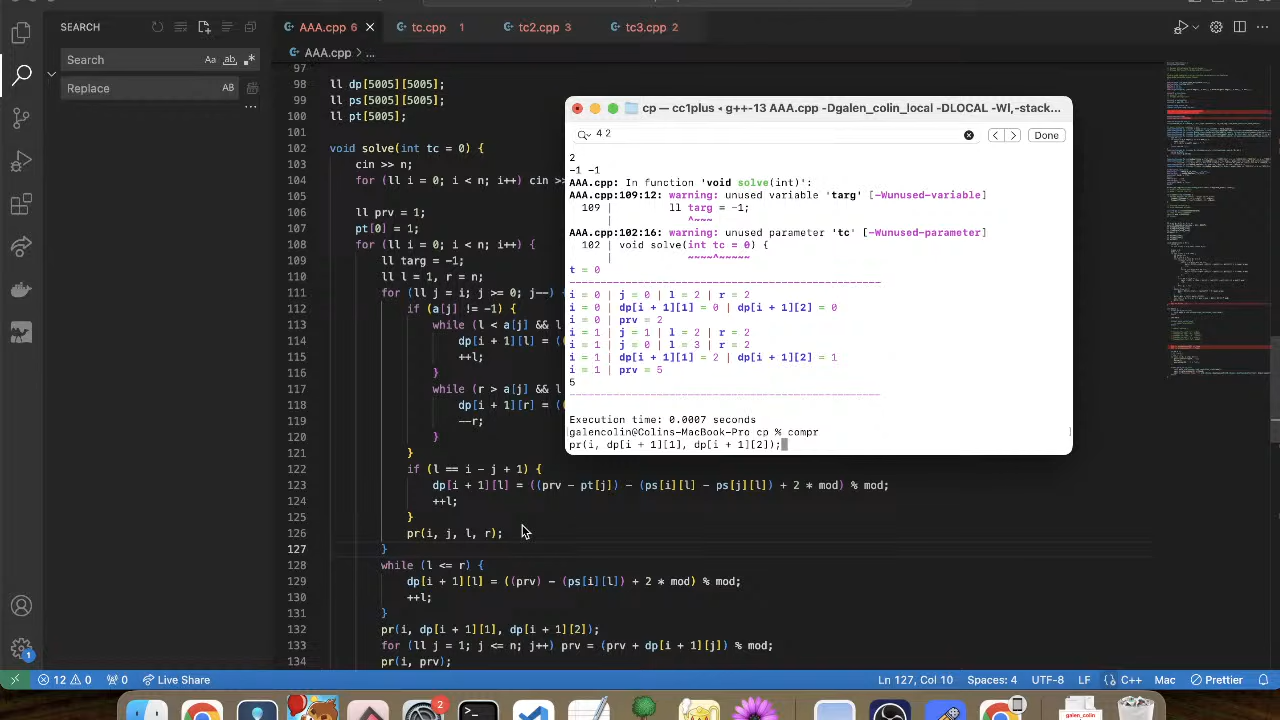 SEARCH
Search
Aa ab
Replace
AB
AAA.cpp 6
tc.cpp 1
tc2.cpp 3
tc3.cpp 2
AAA.cpp > ...
97
98 ll dp[5005][5005];
99 ll ps[5005][5005];
100 ll pt[5005];
101
102 void solve(int tc = 0) {
103 cin >> n;
104 for (ll i = 0; i < n; i++) cin >>
105
106 ll prv = 1;
107 pt[0] = 1;
108 for (ll i = 0; i < n; i++) {
109 ll targ = -1;
110 ll l = 1, r = n;
111 for (ll j = i; j + 1; j--) {
112 if (a[j] != -1) {
113 while (l < a[j] && l
114 dp[i + 1][l] = ((
115 ++l;
116 }
117 while (r > a[j] && l
118 dp[i + 1][r] = ((
119 --r;
120 }
121 }
122 if (l == i - j + 1) {
123 dp[i + 1][l] = ((prv - pt[j]) - (ps[i][l] - ps[j][l]) + 2 * mod) % mod;
124 ++l;
125 }
126 pr(i, j, l, r);
127 }
128 while (l <= r) {
129 dp[i + 1][l] = ((prv) - (ps[i][l]) + 2 * mod) % mod;
130 ++l;
131 }
132 pr(i, dp[i + 1][1], dp[i + 1][2]);
133 for (ll j = 1; j <= n; j++) prv = (prv + dp[i + 1][j]) % mod;
134 pr(i, prv);
cp — cc1plus ◂ g++-13 AAA.cpp -Dgalen_colin_local -DLOCAL -Wl,-stack...
4 2
Done
2
-1 -1
AAA.cpp: In function 'void solve(int)':
AAA.cpp:109:12: warning: unused variable 'targ' [-Wunused-variable]
109 | ll targ = -1;
| ^~~~
AAA.cpp:102:16: warning: unused parameter 'tc' [-Wunused-parameter]
102 | void solve(int tc = 0) {
| ~~~~^~~~~~
t = 0
i = 0 | j = 0 | l = 2 | r = 2
i = 0 | dp[i + 1][1] = 0 | dp[i + 1][2] = 0
i = 0 | prv = 2
i = 1 | j = 1 | l = 2 | r = 2
i = 1 | j = 0 | l = 3 | r = 2
i = 1 | dp[i + 1][1] = 2 | dp[i + 1][2] = 1
i = 1 | prv = 5
5
Execution time: 0.0007 seconds
galencolin@Colins-MacBook-Pro cp % compr
pr(i, dp[i + 1][1], dp[i + 1][2]);
1
12 0
0
Live Share
Ln 127, Col 10
Spaces: 4
UTF-8
LF
C++
Mac
Prettier
2
galen_colin